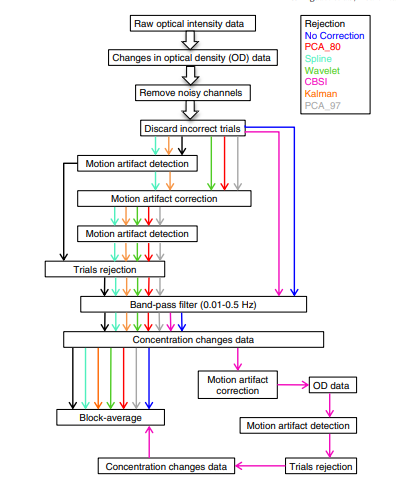 Raw optical intensity data
Changes in optical density (OD) data
Remove noisy channels
Discard incorrect trials
Motion artifact detection
Motion artifact correction
Motion artifact detection
Trials rejection
Band-pass filter (0.01-0.5 Hz)
Concentration changes data
Motion artifact
correction
OD data
Block-average
Motion artifact detection
Concentration changes data
Trials rejection
Rejection
No Correction
PCA_80
Spline
Wavelet
CBSI
Kalman
PCA_97